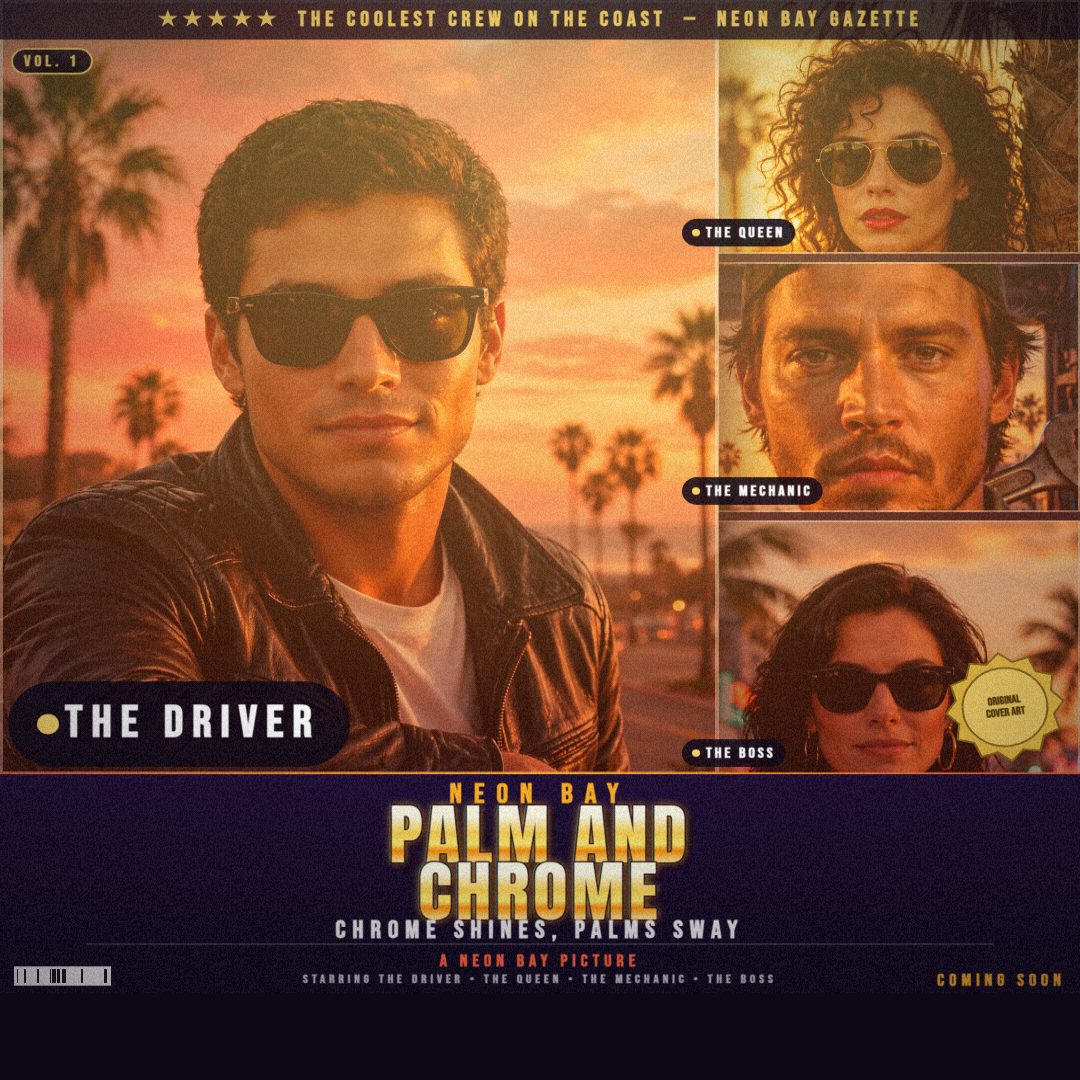 ★★★★★ THE COOLEST CREW ON THE COAST — NEON BAY GAZETTE
VOL. 1
THE QUEEN
THE MECHANIC
THE DRIVER
THE BOSS
ORIGINAL
COVER ART
NEON BAY
PALM AND
CHROME
CHROME SHINES, PALMS SWAY
A NEON BAY PICTURE
STARRING THE DRIVER • THE QUEEN • THE MECHANIC • THE BOSS
COMING SOON